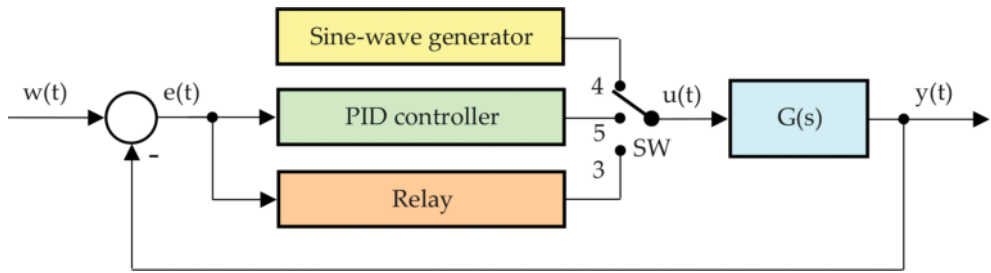 Sine-wave generator
w(t)
e(t)
4
u(t)
y(t)
PID controller
G(s)
5
SW
-
3
Relay